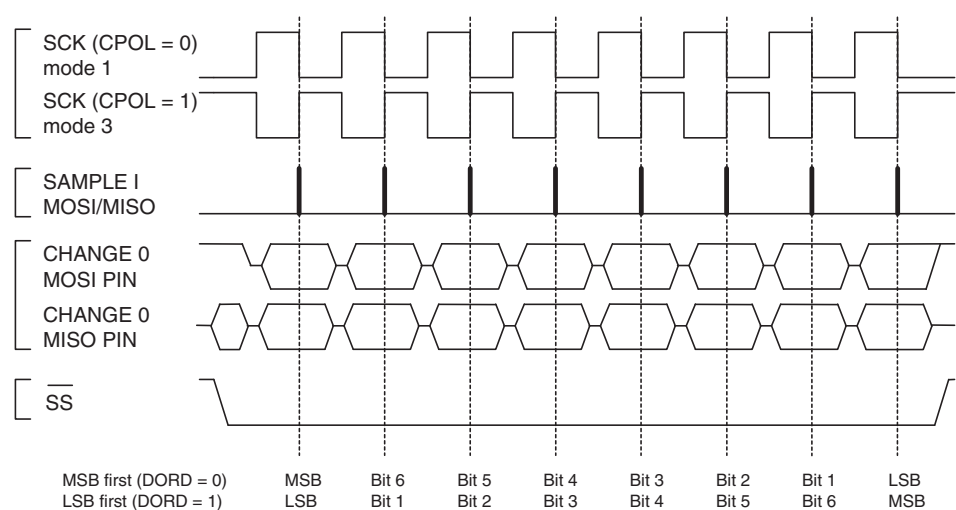 SCK (CPOL = 0)
mode 1
SCK (CPOL = 1)
mode 3
SAMPLE I
MOSI/MISO
CHANGE 0
MOSI PIN
CHANGE 0
MISO PIN
SS
MSB first (DORD = 0) MSB Bit 6 Bit 5 Bit 4 Bit 3 Bit 2 Bit 1 LSB
LSB first (DORD = 1) LSB Bit 1 Bit 2 Bit 3 Bit 4 Bit 5 Bit 6 MSB